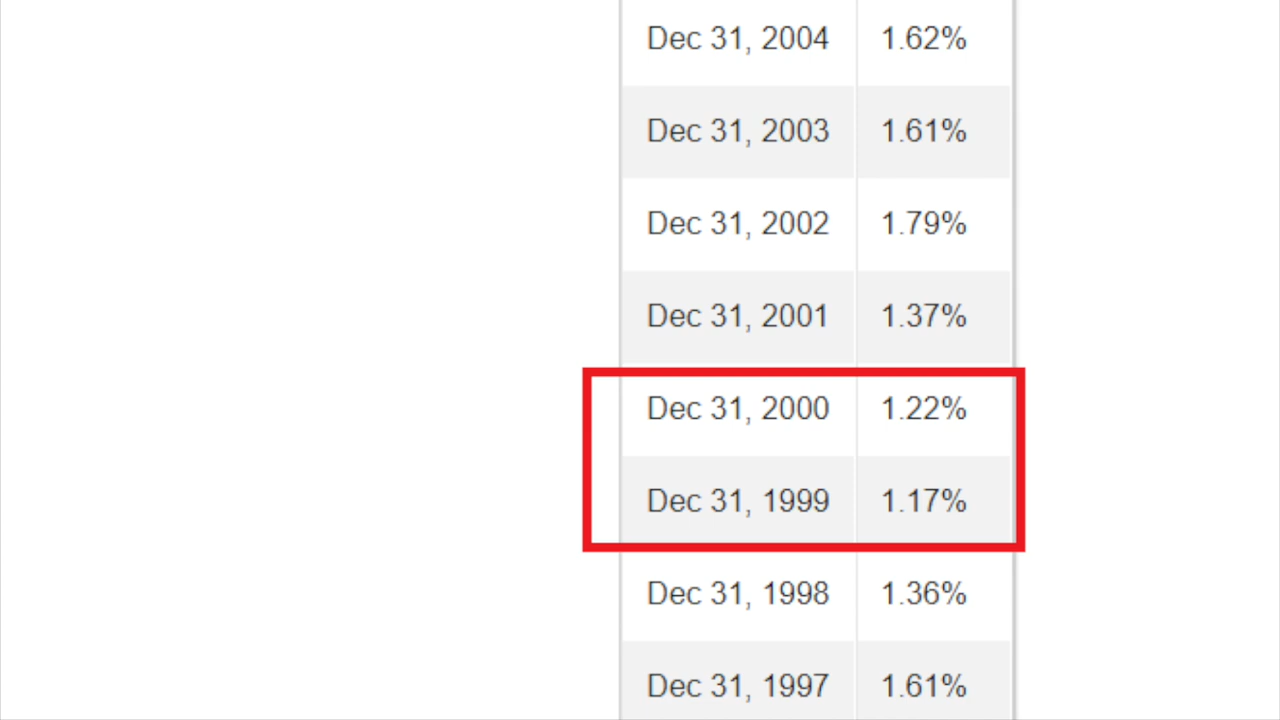 Dec 31, 2004 1.62%
Dec 31, 2003 1.61%
Dec 31, 2002 1.79%
Dec 31, 2001 1.37%
Dec 31, 2000 1.22%
Dec 31, 1999 1.17%
Dec 31, 1998 1.36%
Dec 31, 1997 1.61%